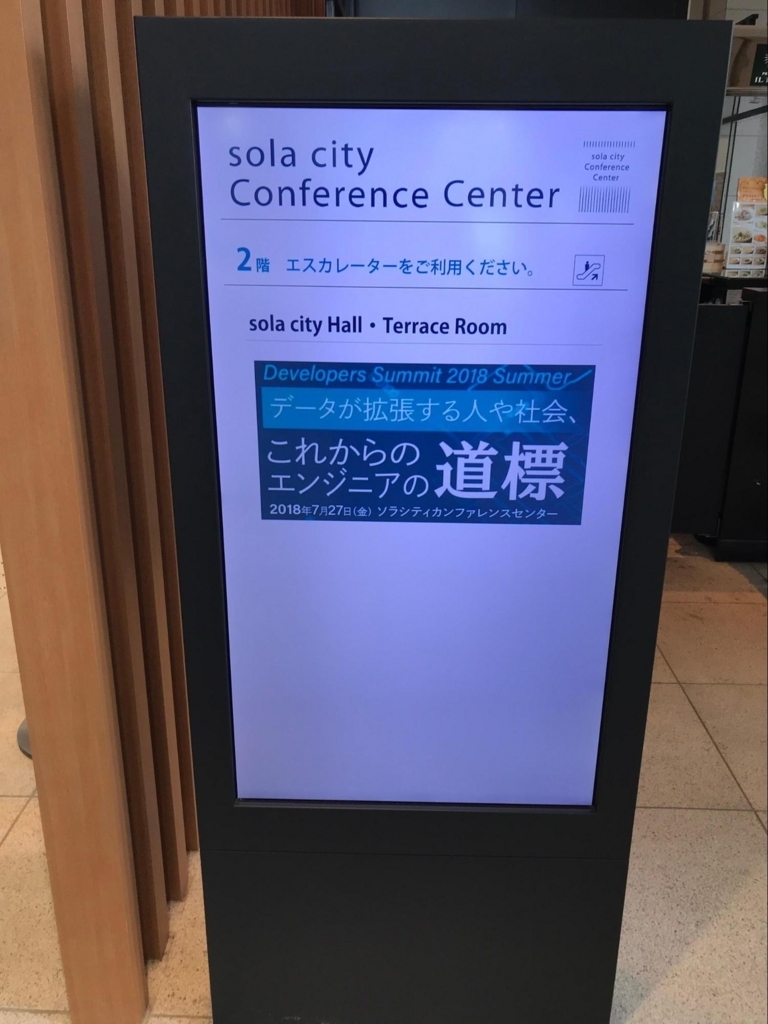 sola city
Conference Center
sola city
Conference
Center
2階 エスカレーターをご利用ください。
sola city Hall・Terrace Room
Developers Summit 2018 Summer
データが拡張する人や社会、
これからの
エンジニアの道標
2018年7月27日(金) ソラシティカンファレンスセンター